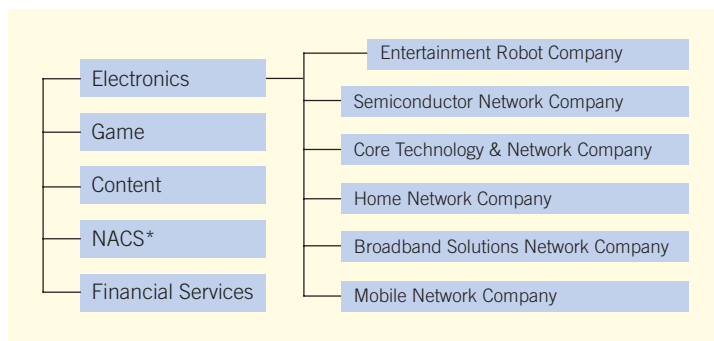 Electronics
Game
Content
NACS*
Financial Services
Entertainment Robot Company
Semiconductor Network Company
Core Technology & Network Company
Home Network Company
Broadband Solutions Network Company
Mobile Network Company